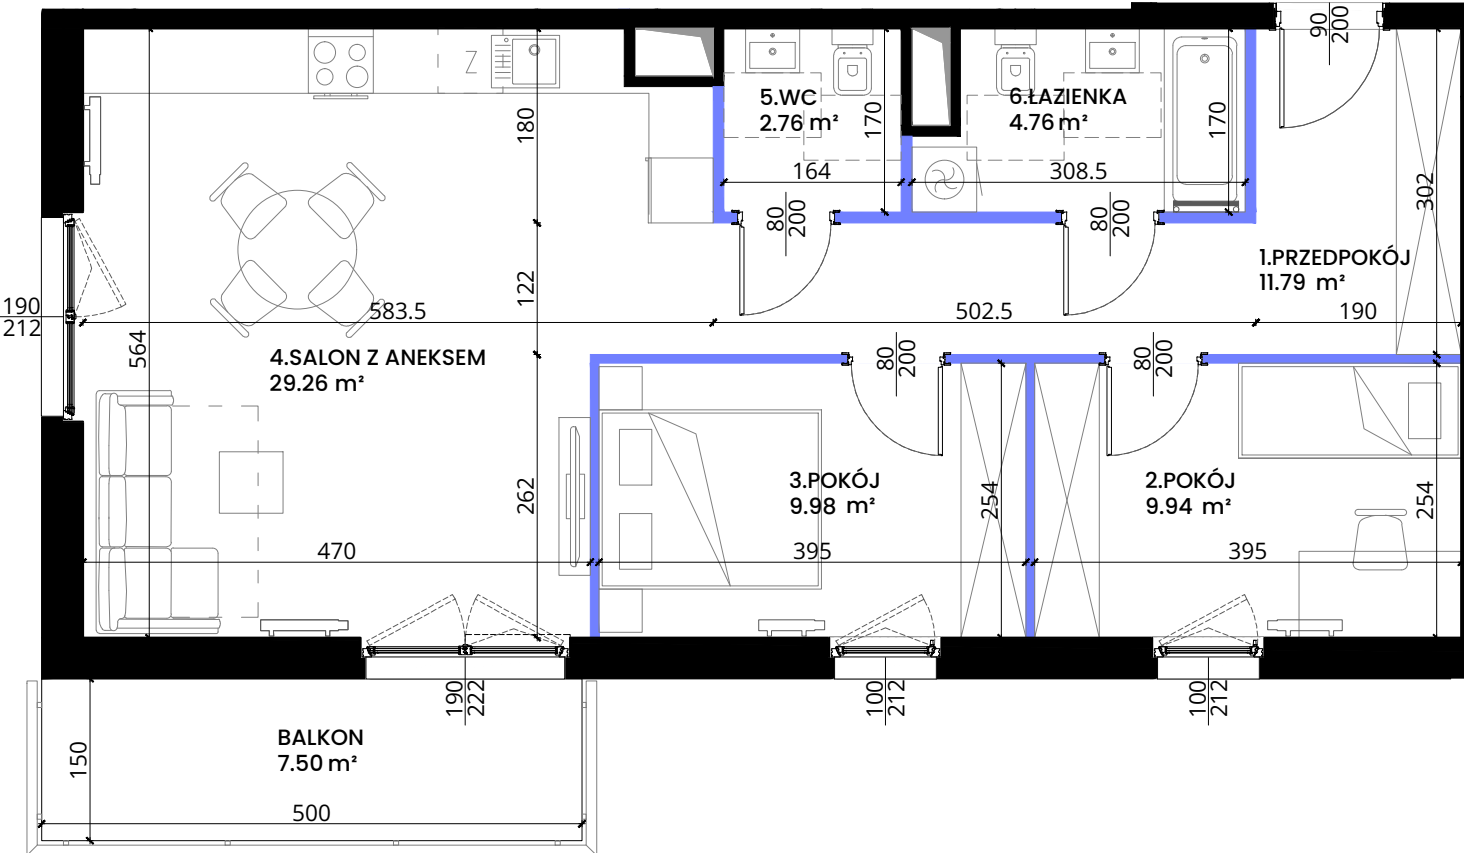 90
200
Z
180
5.WC
2.76 m²
170
6.ŁAZIENKA
4.76 m²
170
164
308.5
302
80
200
80
200
1.PRZEDPOKÓJ
11.79 m²
122
190
212
583.5
502.5
190
564
4.SALON Z ANEKSEM
29.26 m²
80
200
80
200
262
3.POKÓJ
9.98 m²
254
2.POKÓJ
9.94 m²
254
470
395
395
190
222
100
212
100
212
BALKON
7.50 m²
150
500